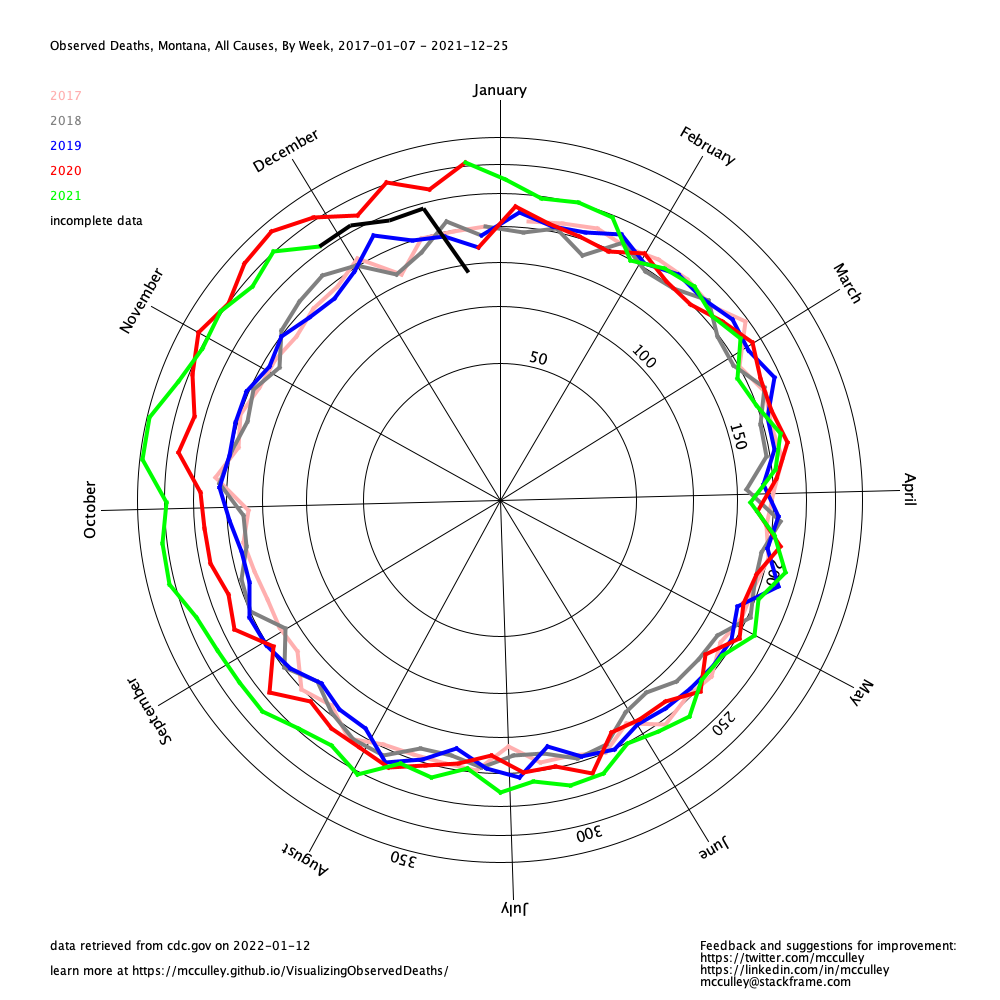 Observed Deaths, Montana, All Causes, By Week, 2017-01-07 - 2021-12-25
January
2017
2018
2019
2020
2021
incomplete data
December
February
November
March
50
100
150
October
April
200
September
May
250
300
350
August
June
July
data retrieved from cdc.gov on 2022-01-12
learn more at https://mcculley.github.io/VisualizingObservedDeaths/
Feedback and suggestions for improvement:
https://twitter.com/mcculley
https://linkedin.com/in/mcculley
mcculley@stackframe.com